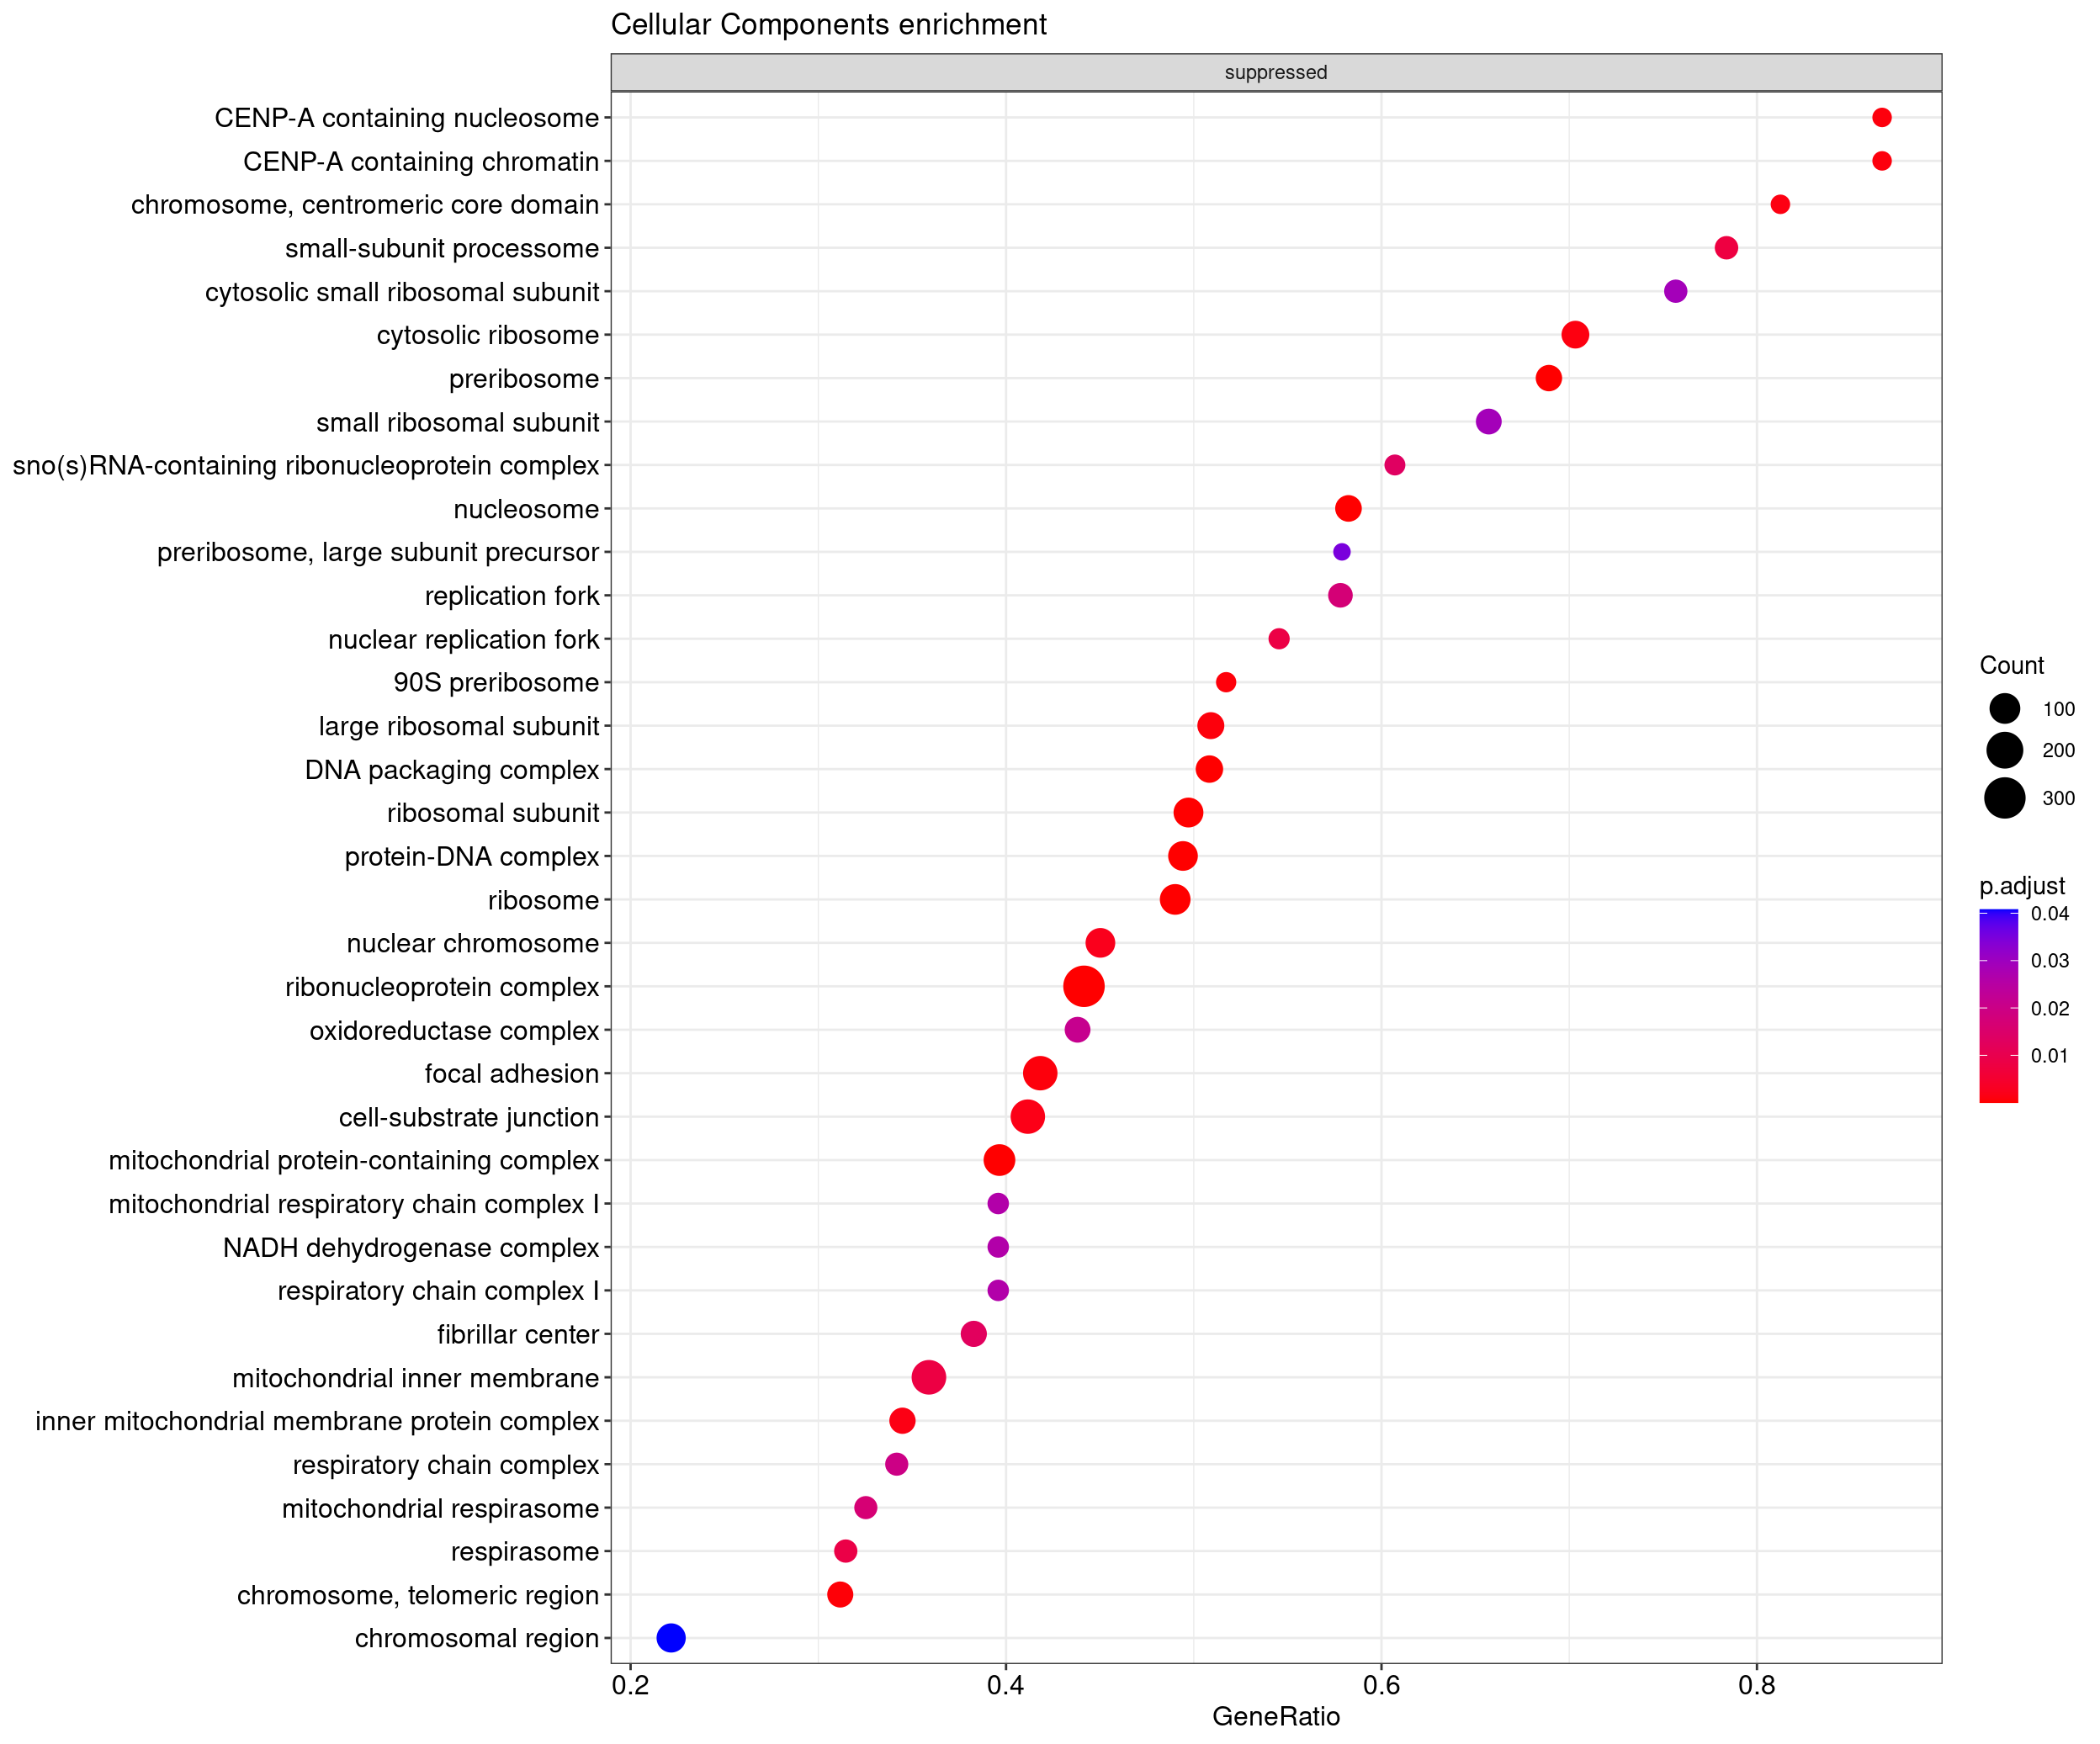 Cellular Components enrichment
suppressed
CENP-A containing nucleosome
CENP-A containing chromatin
chromosome, centromeric core domain
small-subunit processome
cytosolic small ribosomal subunit
cytosolic ribosome
preribosome
small ribosomal subunit
sno(s)RNA-containing ribonucleoprotein complex
nucleosome
preribosome, large subunit precursor
replication fork
nuclear replication fork
90S preribosome
large ribosomal subunit
DNA packaging complex
ribosomal subunit
protein-DNA complex
ribosome
nuclear chromosome
ribonucleoprotein complex
oxidoreductase complex
focal adhesion
cell-substrate junction
mitochondrial protein-containing complex
mitochondrial respiratory chain complex I
NADH dehydrogenase complex
respiratory chain complex I
fibrillar center
mitochondrial inner membrane
inner mitochondrial membrane protein complex
respiratory chain complex
mitochondrial respirasome
respirasome
chromosome, telomeric region
chromosomal region
0.2 0.4 0.6 0.8
GeneRatio
Count
100
200
300
p.adjust
0.04
0.03
0.02
0.01